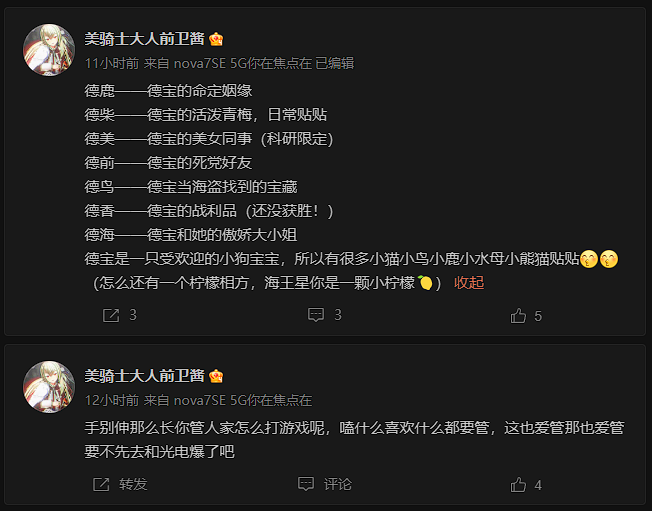 美骑士大人前卫酱
11小时前 来自 nova7SE 5G你在焦点在 已编辑
德鹿——德宝的命定姻缘
德柴——德宝的活泼青梅，日常贴贴
德美——德宝的美女同事（科研限定）
德前——德宝的死党好友
德鸟——德宝当海盗找到的宝藏
德香——德宝的战利品（还没获胜！）
德海——德宝和她的傲娇大小姐
德宝是一只受欢迎的小狗宝宝，所以有很多小猫小鸟小鹿小水母小熊猫贴贴😙😙
（怎么还有一个柠檬相方，海王星你是一颗小柠檬🍋） 收起
3 3 5
美骑士大人前卫酱
12小时前 来自 nova7SE 5G你在焦点在
手别伸那么长你管人家怎么打游戏呢，嗑什么喜欢什么都要管，这也爱管那也爱管
要不先去和光电爆了吧
转发 评论 4